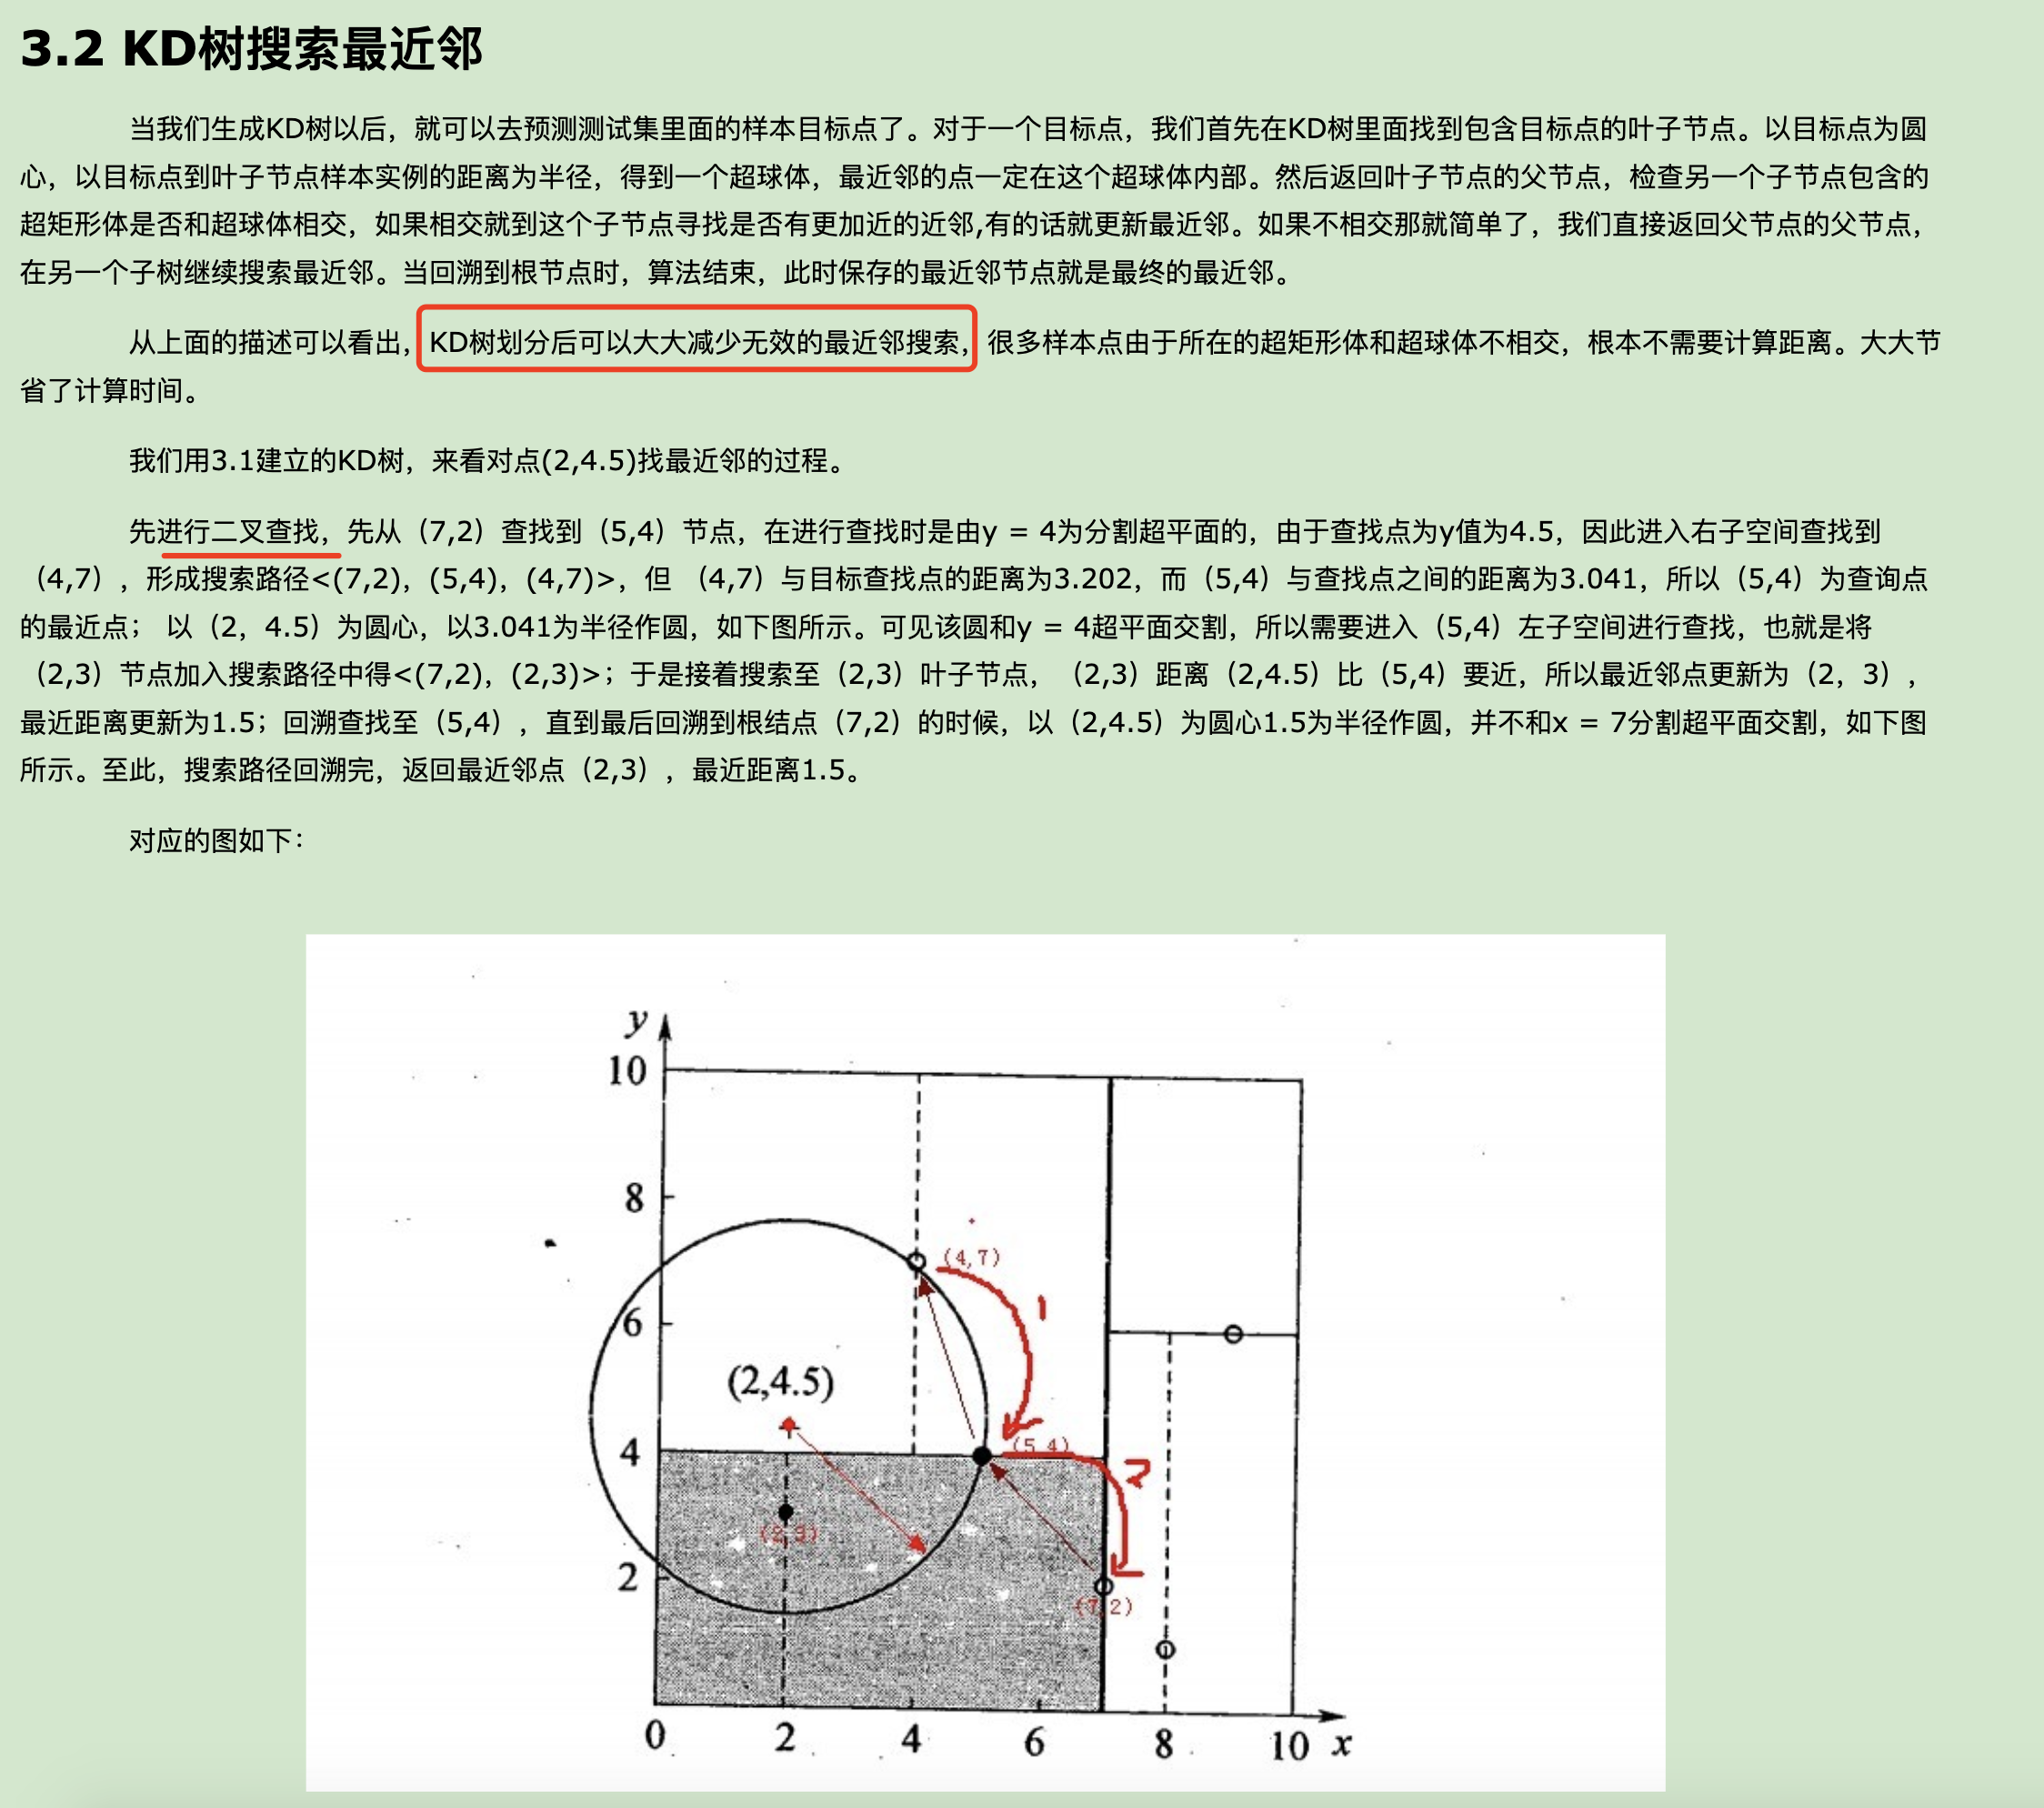 3.2 KD树搜索最近邻
当我们生成KD树以后，就可以去预测测试集里面的样本目标点了。对于一个目标点，我们首先在KD树里面找到包含目标点的叶子节点。以目标点为圆
心，以目标点到叶子节点样本实例的距离为半径，得到一个超球体，最近邻的点一定在这个超球体内部。然后返回叶子节点的父节点，检查另一个子节点包含的
超矩形体是否和超球体相交，如果相交就到这个子节点寻找是否有更加近的近邻,有的话就更新最近邻。如果不相交那就简单了，我们直接返回父节点的父节点，
在另一个子树继续搜索最近邻。当回溯到根节点时，算法结束，此时保存的最近邻节点就是最终的最近邻。
从上面的描述可以看出，KD树划分后可以大大减少无效的最近邻搜索，很多样本点由于所在的超矩形体和超球体不相交，根本不需要计算距离。大大节
省了计算时间。
我们用3.1建立的KD树，来看对点(2,4.5)找最近邻的过程。
先进行二叉查找，先从（7,2）查找到（5,4）节点，在进行查找时是由y = 4为分割超平面的，由于查找点为y值为4.5，因此进入右子空间查找到
（4,7），形成搜索路径<(7,2)，(5,4)，(4,7)>，但 （4,7）与目标查找点的距离为3.202，而（5,4）与查找点之间的距离为3.041，所以（5,4）为查询点
的最近点； 以（2，4.5）为圆心，以3.041为半径作圆，如下图所示。可见该圆和y = 4超平面交割，所以需要进入（5,4）左子空间进行查找，也就是将
（2,3）节点加入搜索路径中得<(7,2)，(2,3)>；于是接着搜索至（2,3）叶子节点，（2,3）距离（2,4.5）比（5,4）要近，所以最近邻点更新为（2，3），
最近距离更新为1.5；回溯查找至（5,4），直到最后回溯到根结点（7,2）的时候，以（2,4.5）为圆心1.5为半径作圆，并不和x = 7分割超平面交割，如下图
所示。至此，搜索路径回溯完，返回最近邻点（2,3），最近距离1.5。
对应的图如下：
y
10
8
(4,7)
1
6
(2,4.5)
4
(5,4)
2
(2,3)
2
(7,2)
0 2 4 6 8 10 x